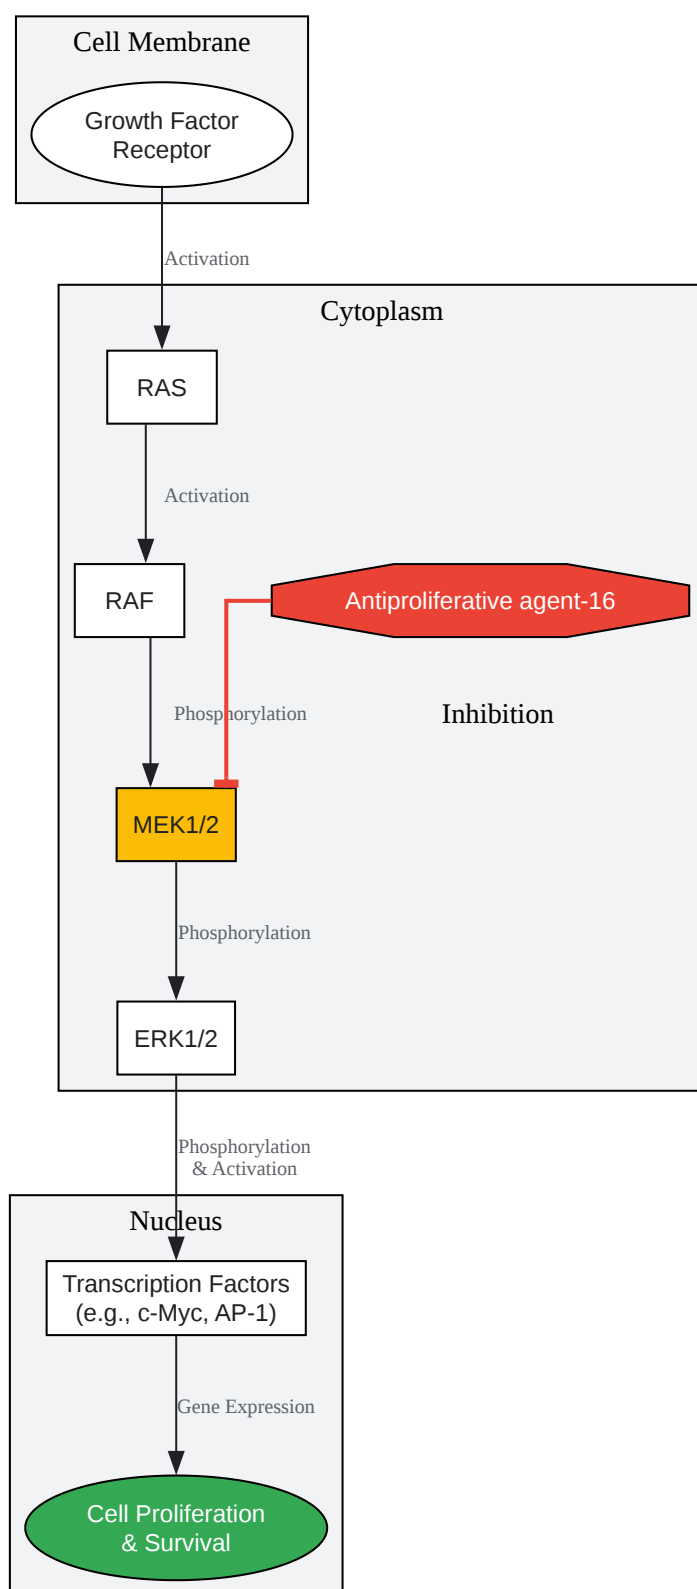 Cell Membrane
Growth Factor
Receptor
Activation
Cytoplasm
RAS
Activation
RAF
Antiproliferative agent-16
Phosphorylation
Inhibition
MEK1/2
Phosphorylation
ERK1/2
Phosphorylation
& Activation
Nucleus
Transcription Factors
(e.g., c-Myc, AP-1)
Gene Expression
Cell Proliferation
& Survival